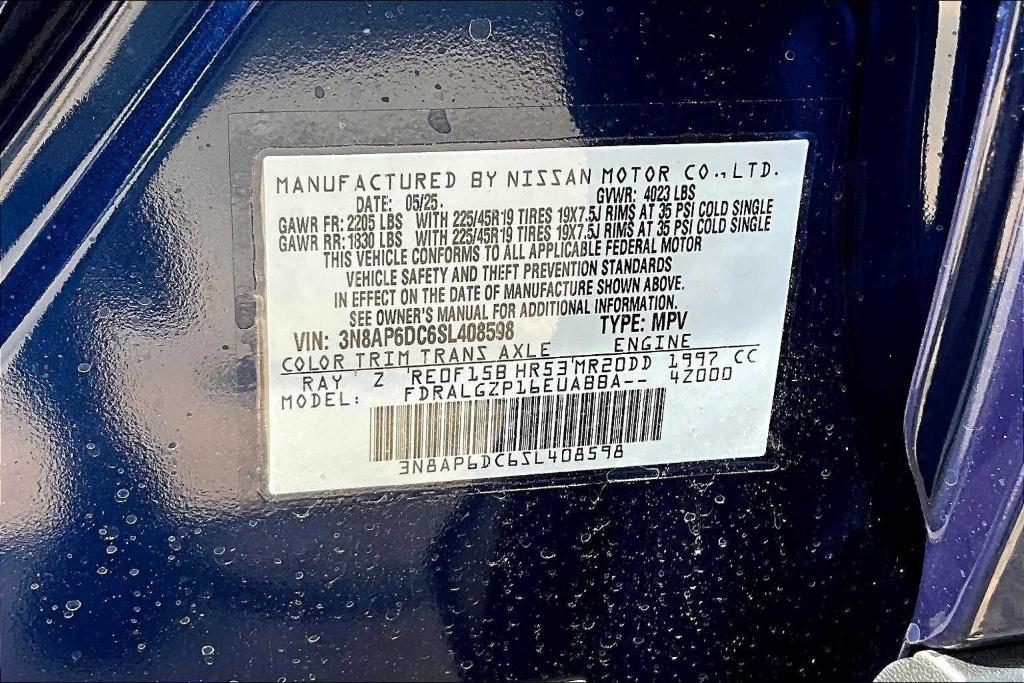 MANUFACTURED BY NISSAN MOTOR CO., LTD.
DATE: 05/25. GVWR: 4023 LBS
GAWR FR: 2205 LBS WITH 225/45R19 TIRES 19X7.5J RIMS AT 35 PSI COLD SINGLE
GAWR RR: 1830 LBS WITH 225/45R19 TIRES 19X7.5J RIMS AT 35 PSI COLD SINGLE
THIS VEHICLE CONFORMS TO ALL APPLICABLE FEDERAL MOTOR
VEHICLE SAFETY AND THEFT PREVENTION STANDARDS
IN EFFECT ON THE DATE OF MANUFACTURE SHOWN ABOVE.
SEE OWNER'S MANUAL FOR ADDITIONAL INFORMATION.
VIN: 3N8AP6DC6SL408598 TYPE: MPV
COLOR TRIM TRANS AXLE ENGINE
RAY Z RE0F15B HR53 MR20DD 1997 CC
MODEL: FDRALGZP16EUABBA-- 4Z000
3N8AP6DC6SL408598